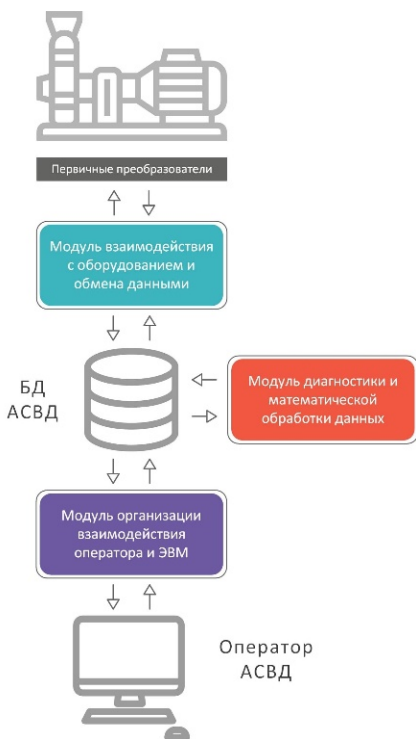 Первичные преобразователи
Модуль взаимодействия
с оборудованием и
обмена данными
БД
АСВД
Модуль диагностики и
математической
обработки данных
Модуль организации
взаимодействия
оператора и ЭВМ
Оператор
АСВД